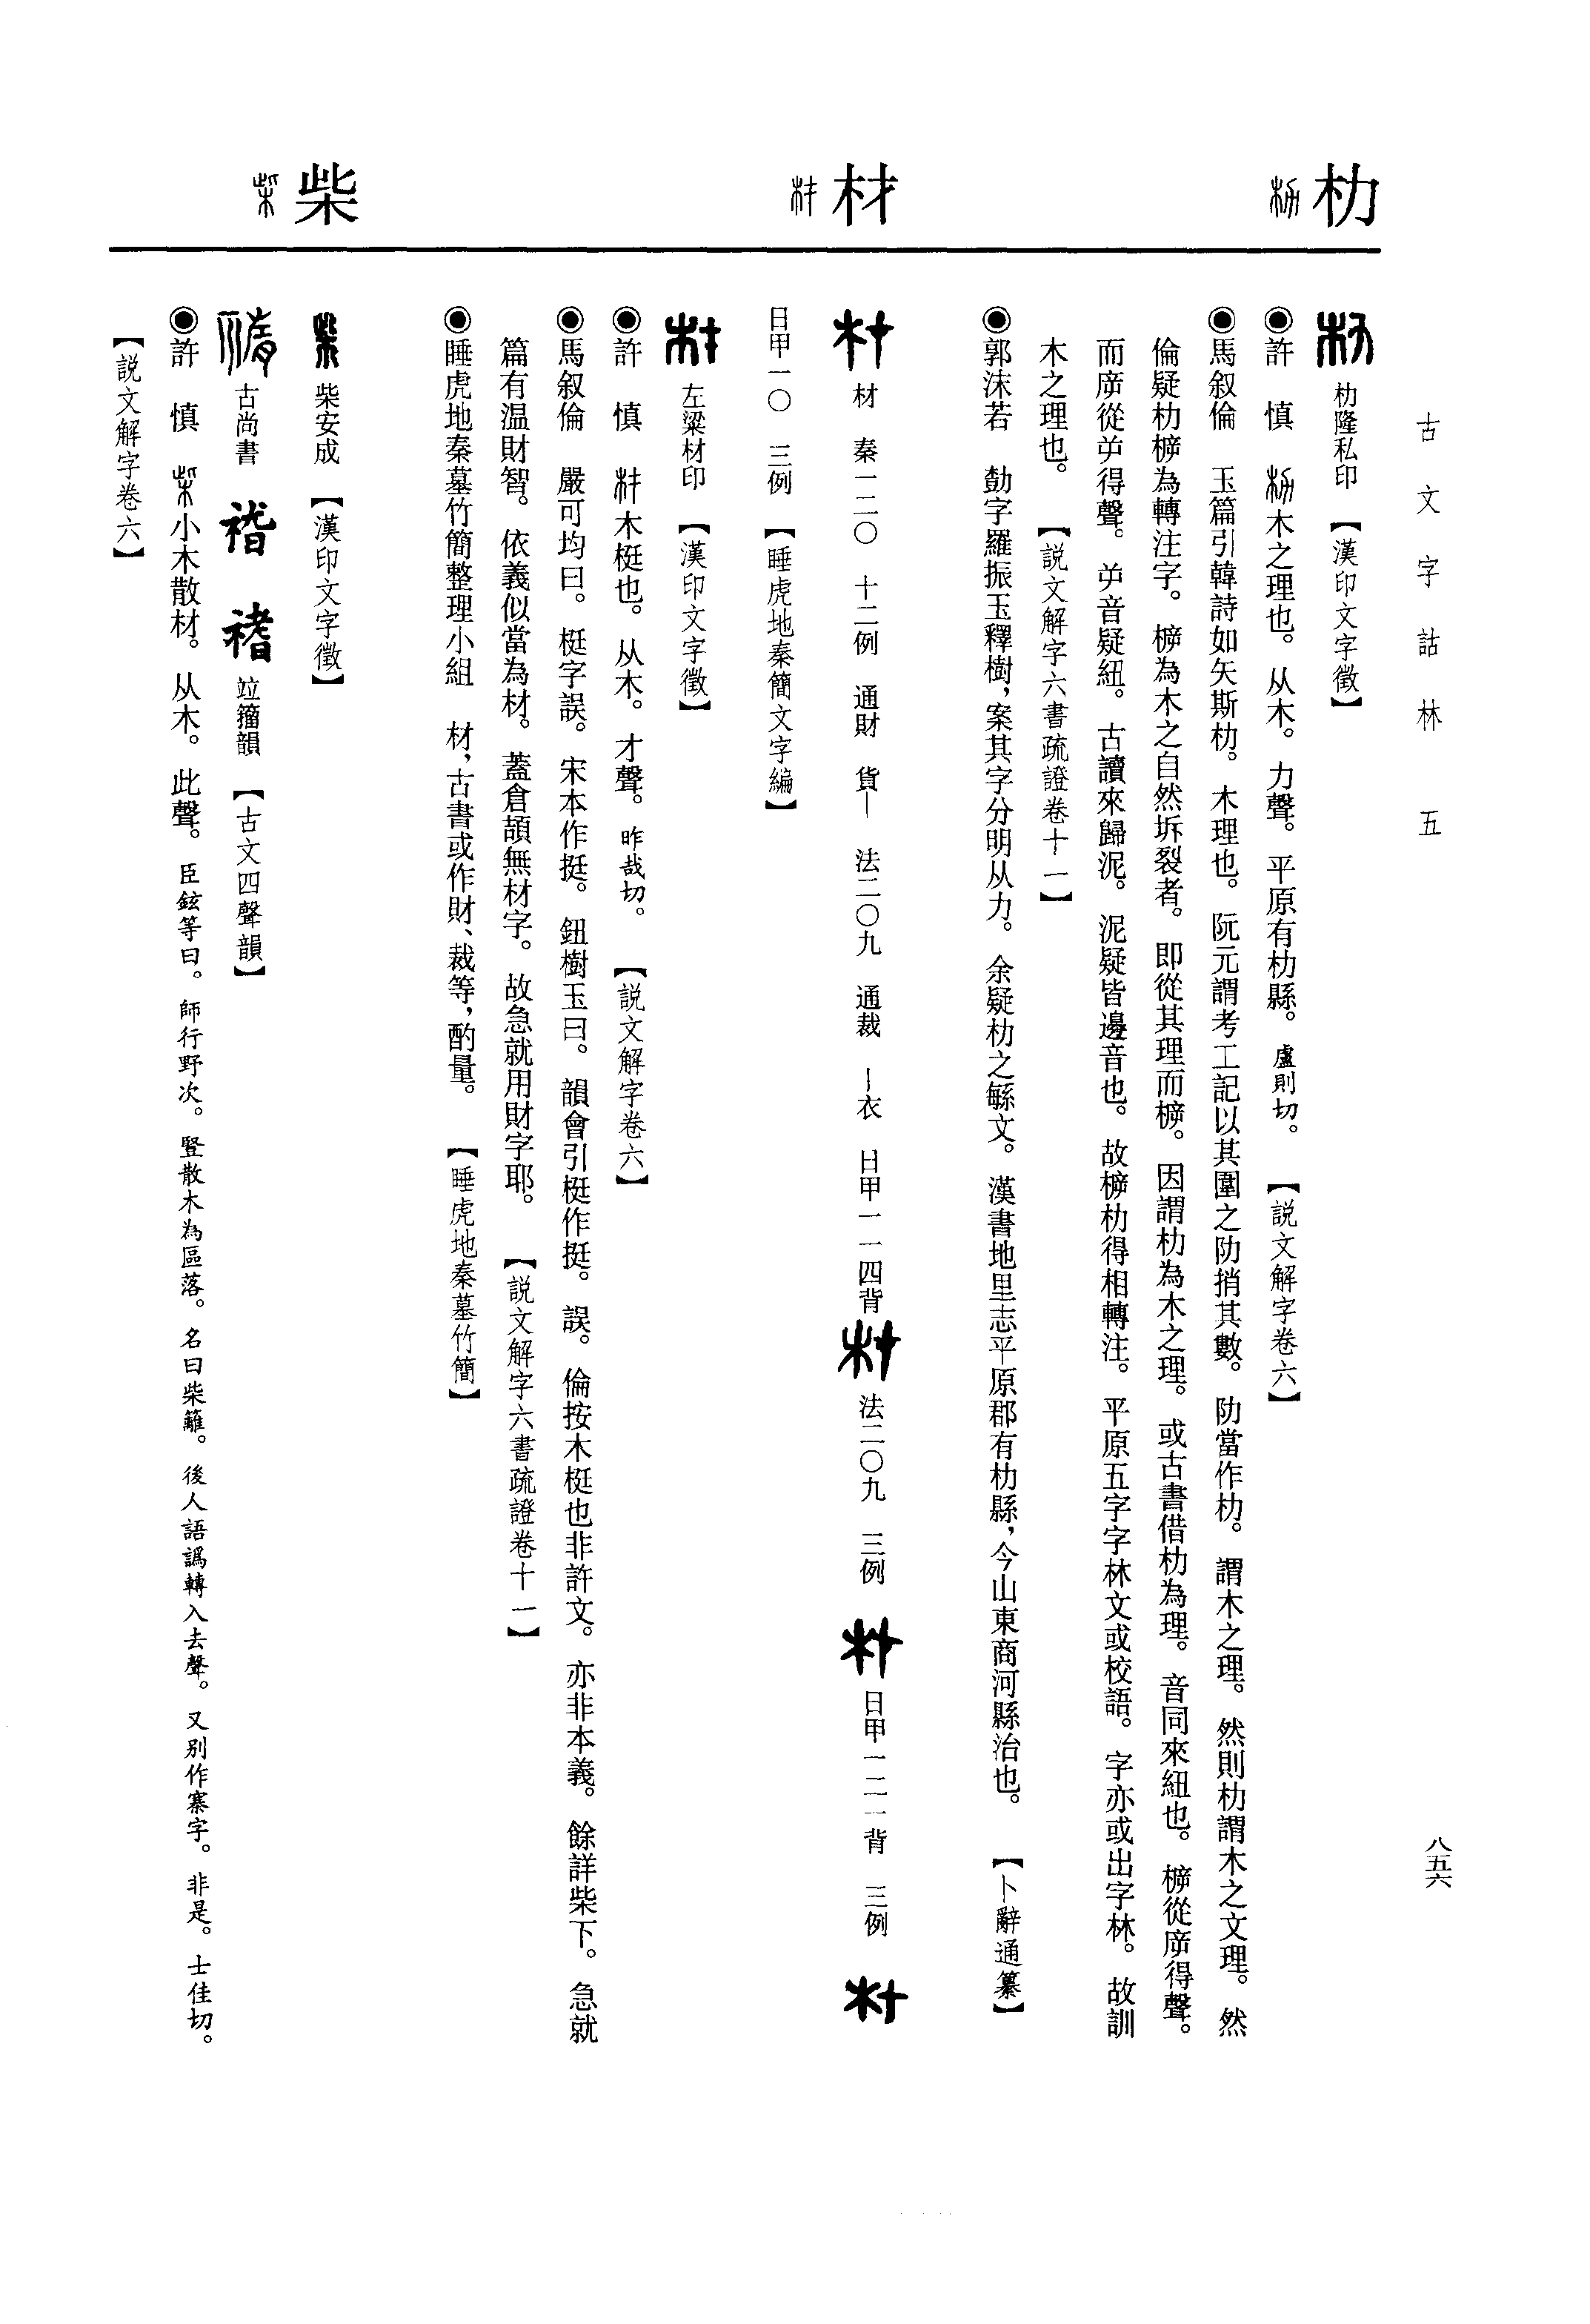 古文字詁林 五
八五六
朸
朸隆私印 【漢印文字徵】
◉許 慎 木之理也。从木。力聲。平原有朸縣。盧則切。 【説文解字卷六】
◉馬叙倫 玉篇引韓詩如矢斯朸。木理也。阮元謂考工記以其圍之阞捎其數。阞當作朸。謂木之理。然則朸謂木之文理。然
倫疑朸㯊為轉注字。㯊為木之自然坼裂者。即從其理而㯊。因謂朸為木之理。或古書借朸為理。音同來紐也。㯊從㡿得聲。
而㡿從屰得聲。屰音疑紐。古讀來歸泥。泥疑皆邊音也。故㯊朸得相轉注。平原五字字林文或校語。字亦或出字林。故訓
木之理也。 【説文解字六書疏證卷十一】
◉郭沫若 勀字羅振玉釋樹，案其字分明从力。余疑朸之緐文。漢書地里志平原郡有朸縣，今山東商河縣治也。 【卜辭通纂】
材
材 秦一二〇 十二例 通財 貨— 法二〇九 通裁 —衣 日甲一一四背 法二〇九 三例 日甲一二一背 三例
日甲一〇 三例 【睡虎地秦簡文字編】
左粱材印 【漢印文字徵】
◉許 慎 木梃也。从木。才聲。昨哉切。 【説文解字卷六】
◉馬叙倫 嚴可均曰。梃字誤。宋本作挺。鈕樹玉曰。韻會引梃作挺。誤。倫按木梃也非許文。亦非本義。餘詳柴下。急就
篇有温財智。依義似當為材。蓋倉頡無材字。故急就用財字耶。 【説文解字六書疏證卷十一】
◉睡虎地秦墓竹簡整理小組 材，古書或作財、裁等，酌量。 【睡虎地秦墓竹簡】
柴
柴安成 【漢印文字徵】
古尚書 竝籀韻 【古文四聲韻】
◉許 慎 小木散材。从木。此聲。臣鉉等曰。師行野次。豎散木為區落。名曰柴籬。後人語譌轉入去聲。又别作寨字。非是。士佳切。
【説文解字卷六】